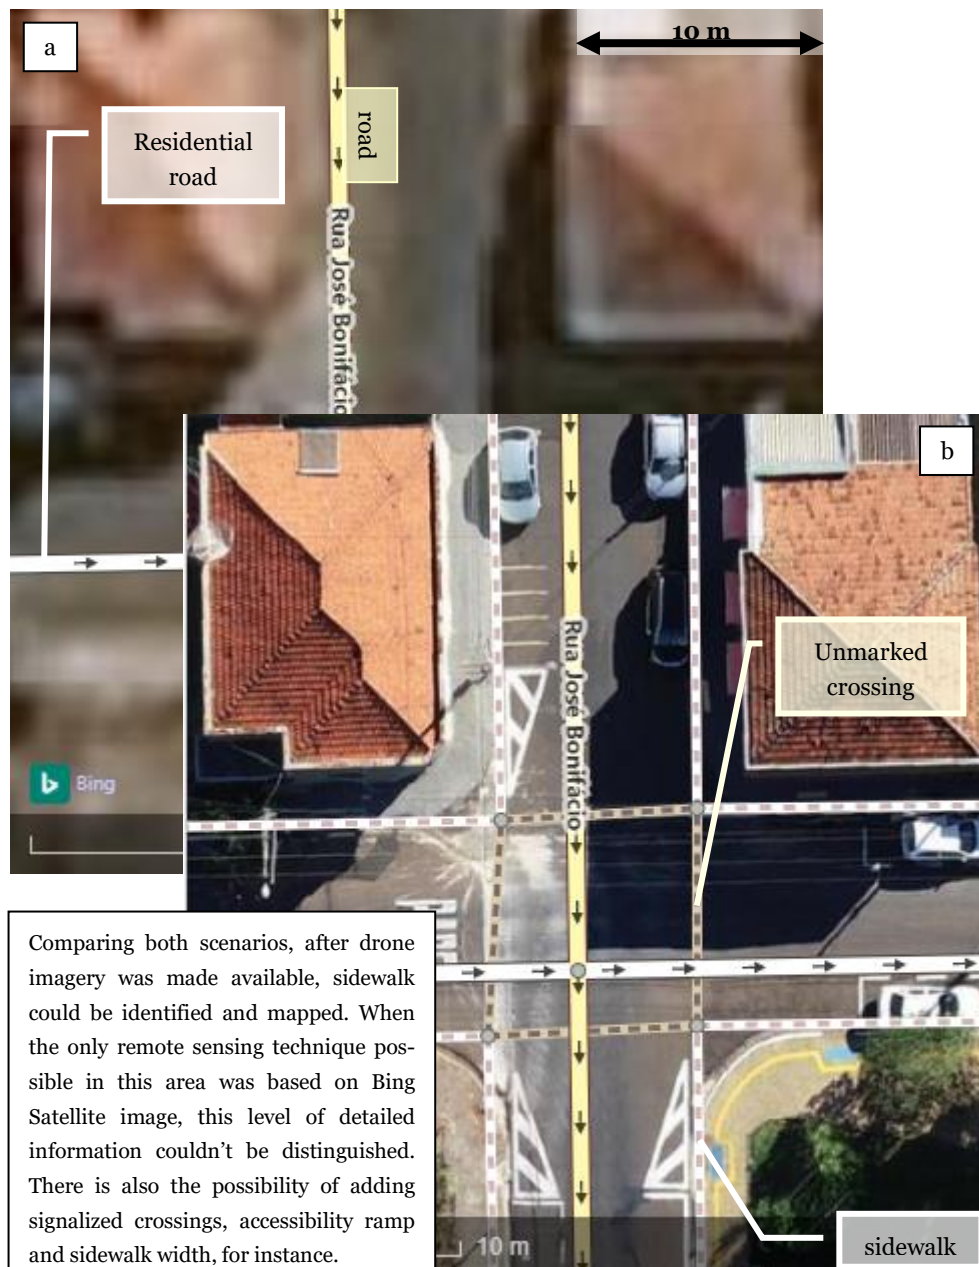 a
10 m
Residential
road
road
Rua José Bonifácio
b
Unmarked
crossing
Rua José Bonifácio
Bing
Comparing both scenarios, after drone
imagery was made available, sidewalk
could be identified and mapped. When
the only remote sensing technique pos-
sible in this area was based on Bing
Satellite image, this level of detailed
information couldn’t be distinguished.
There is also the possibility of adding
signalized crossings, accessibility ramp
and sidewalk width, for instance.
10 m
sidewalk